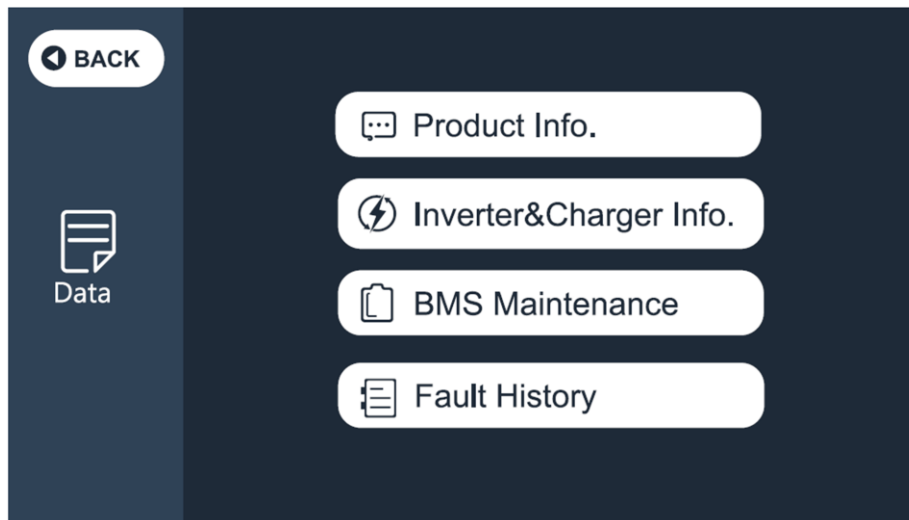 BACK
Data
Product Info.
Inverter&Charger Info.
BMS Maintenance
Fault History